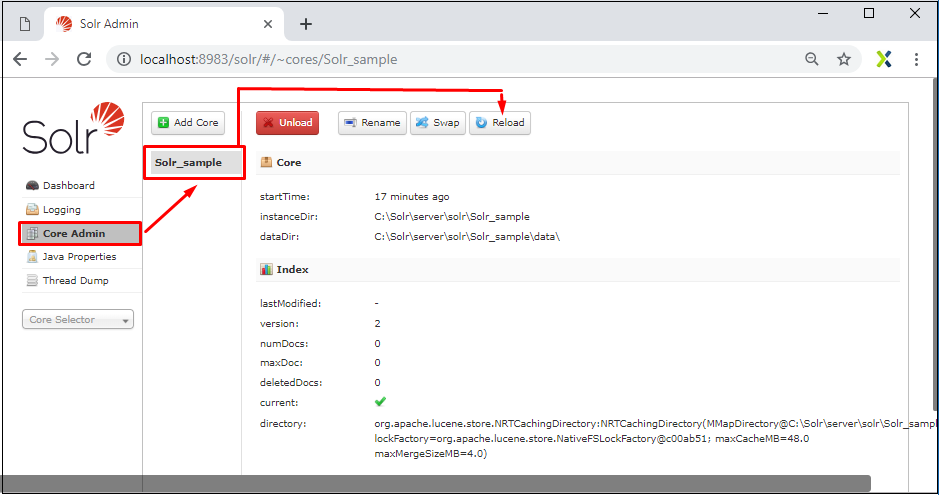 Solr Admin
localhost:8983/solr/#/~cores/Solr_sample
Solr
Add Core
Unload
Rename
Swap
Reload
Solr_sample
Core
Dashboard
Logging
Core Admin
Java Properties
Thread Dump
Core Selector
startTime: 17 minutes ago
instanceDir: C:\Solr\server\solr\Solr_sample
dataDir: C:\Solr\server\solr\Solr_sample\data\
Index
lastModified: -
version: 2
numDocs: 0
maxDoc: 0
deletedDocs: 0
current:
directory: org.apache.lucene.store.NRTCachingDirectory:NRTCachingDirectory(MMapDirectory@C:\Solr\server\solr\Solr_samp
lockFactory=org.apache.lucene.store.NativeFSLockFactory@c00ab51; maxCacheMB=48.0
maxMergeSizeMB=4.0)